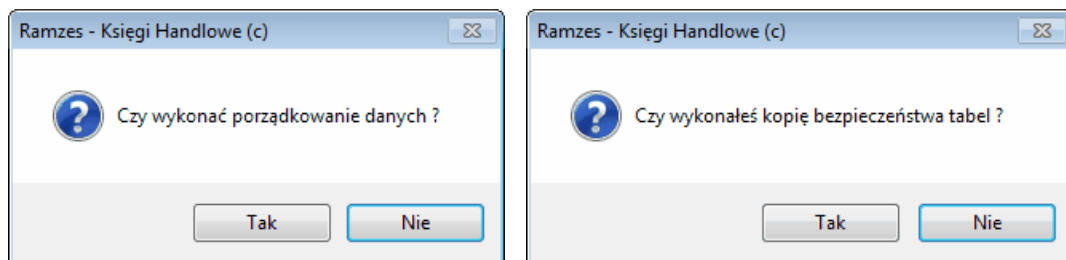 Ramzes - Księgi Handlowe (c)
Czy wykonać porządkowanie danych ?
Tak
Nie
Ramzes - Księgi Handlowe (c)
Czy wykonałeś kopię bezpieczeństwa tabel ?
Tak
Nie